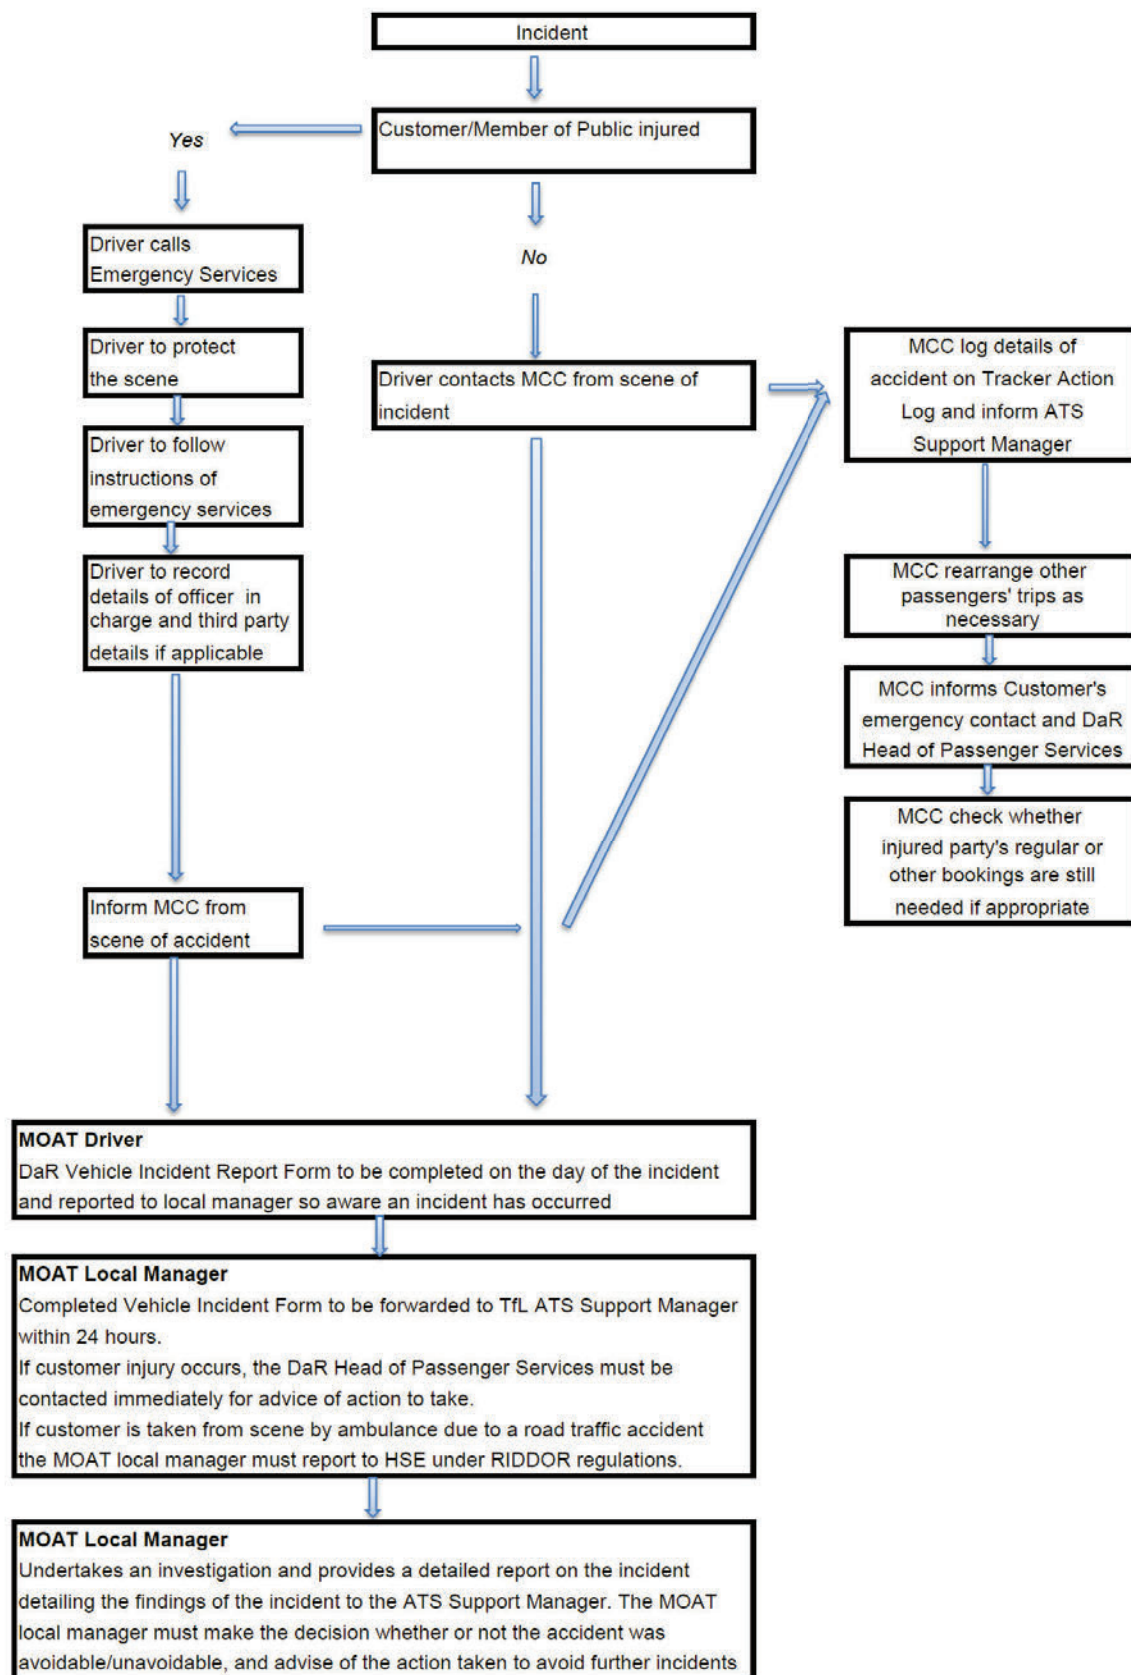 Incident
Customer/Member of Public injured
Yes
Driver calls
Emergency Services
No
Driver to protect
the scene
Driver contacts MCC from scene of
incident
MCC log details of
accident on Tracker Action
Log and inform ATS
Support Manager
Driver to follow
instructions of
emergency services
Driver to record
details of officer in
charge and third party
details if applicable
MCC rearrange other
passengers' trips as
necessary
MCC informs Customer's
emergency contact and DaR
Head of Passenger Services
MCC check whether
injured party's regular or
other bookings are still
needed if appropriate
Inform MCC from
scene of accident
MOAT Driver
DaR Vehicle Incident Report Form to be completed on the day of the incident
and reported to local manager so aware an incident has occurred
MOAT Local Manager
Completed Vehicle Incident Form to be forwarded to TfL ATS Support Manager
within 24 hours.
If customer injury occurs, the DaR Head of Passenger Services must be
contacted immediately for advice of action to take.
If customer is taken from scene by ambulance due to a road traffic accident
the MOAT local manager must report to HSE under RIDDOR regulations.
MOAT Local Manager
Undertakes an investigation and provides a detailed report on the incident
detailing the findings of the incident to the ATS Support Manager. The MOAT
local manager must make the decision whether or not the accident was
avoidable/unavoidable, and advise of the action taken to avoid further incidents